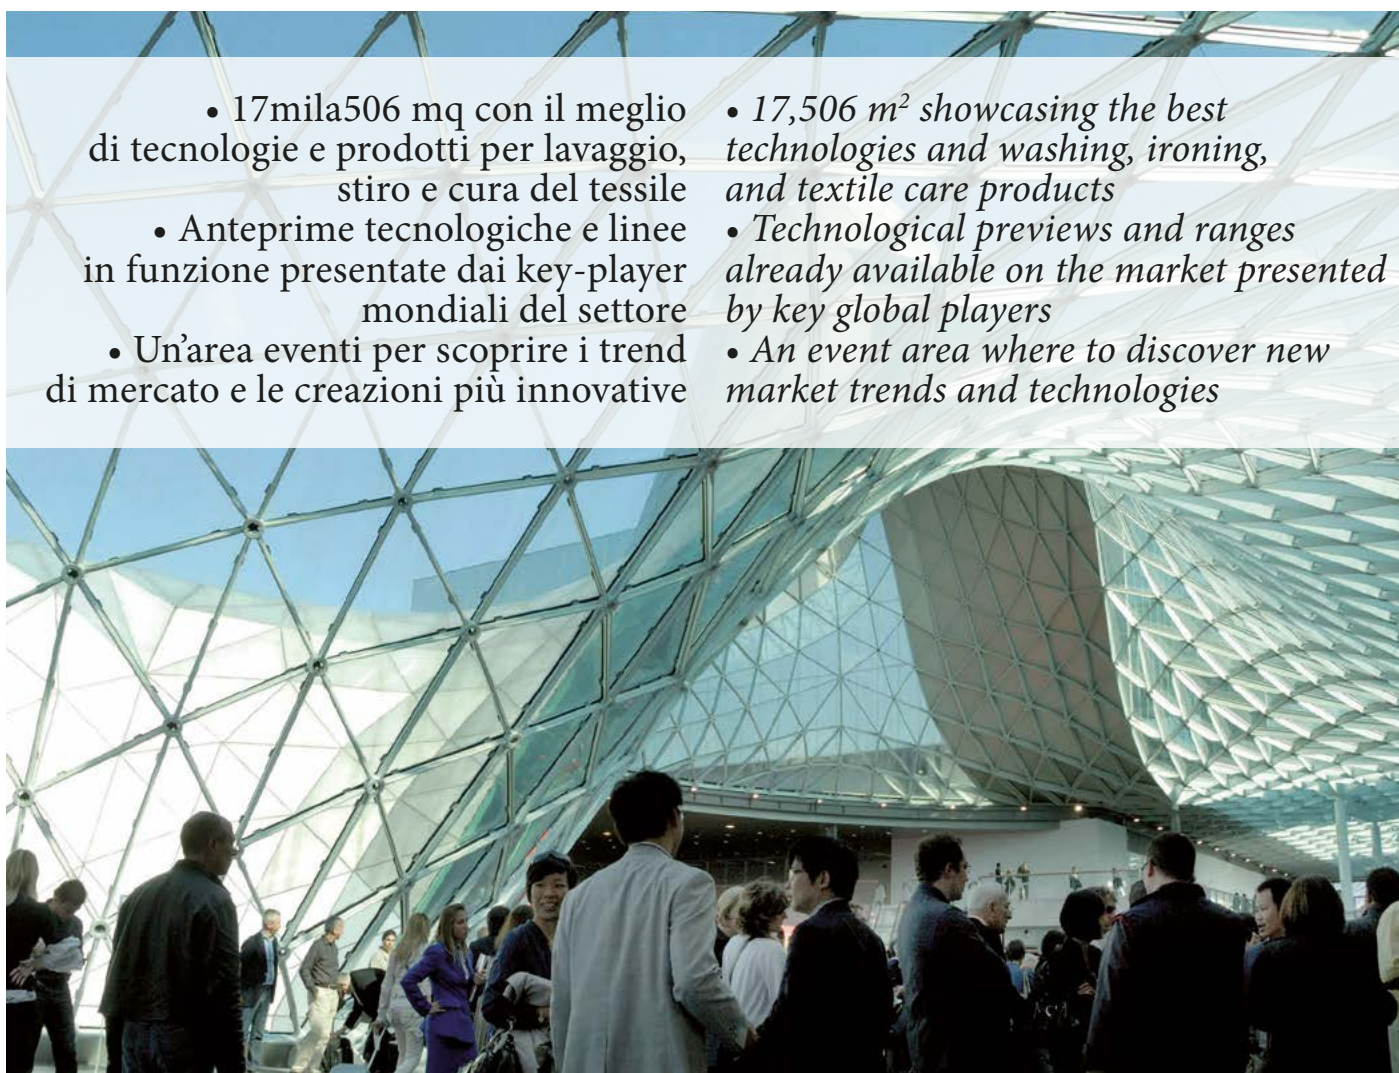 • 17mila506 mq con il meglio
di tecnologie e prodotti per lavaggio,
stiro e cura del tessile
• Anteprime tecnologiche e linee
in funzione presentate dai key-player
mondiali del settore
• Un'area eventi per scoprire i trend
di mercato e le creazioni più innovative
• 17,506 m² showcasing the best
technologies and washing, ironing,
and textile care products
• Technological previews and ranges
already available on the market presented
by key global players
• An event area where to discover new
market trends and technologies